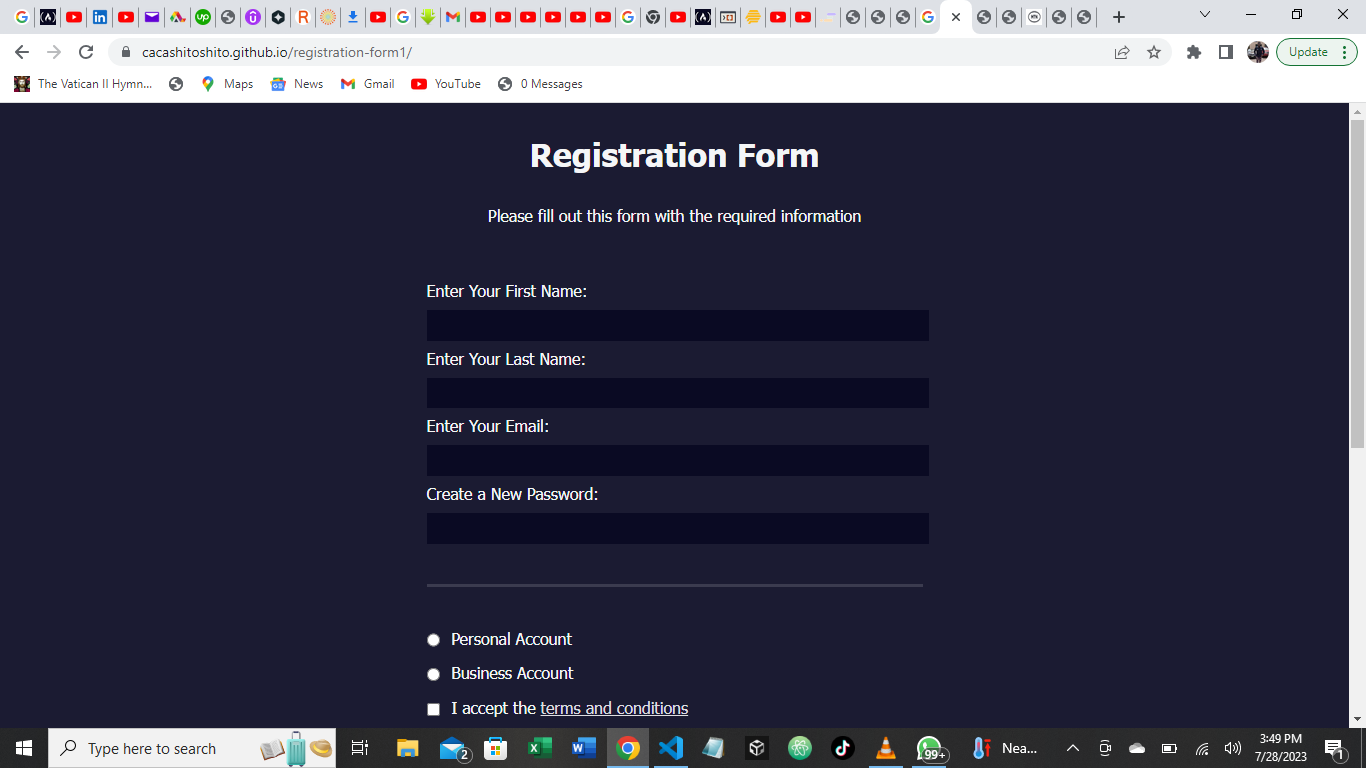 cacashitoshito.github.io/registration-form1/
Update
The Vatican II Hymn...
Maps
News
Gmail
YouTube
0 Messages
Registration Form
Please fill out this form with the required information
Enter Your First Name:
Enter Your Last Name:
Enter Your Email:
Create a New Password:
Personal Account
Business Account
I accept the terms and conditions
Type here to search
2
99+
Nea...
3:49 PM
7/28/2023
1